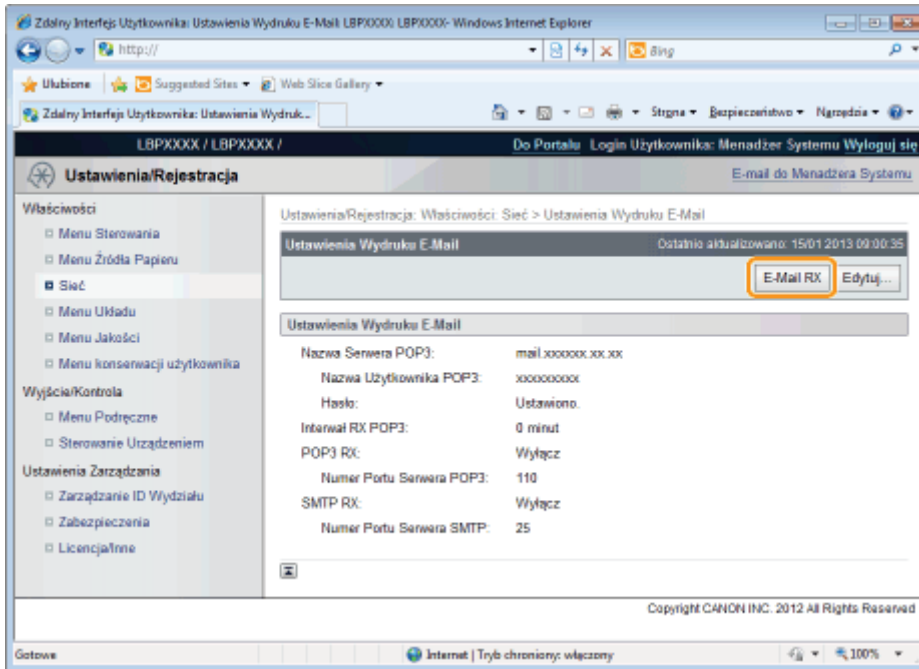 Zdalny Interfejs Użytkownika: Ustawienia Wydruku E-Mail: LBPXXXX: LBPXXXX- Windows Internet Explorer
http://
Bing
Ulubione Suggested Sites Web Slice Gallery
Zdalny Interfejs Użytkownika: Ustawienia Wydruk...
Strona Bezpieczeństwo Narzędzia
LBPXXXX / LBPXXXX /
Do Portalu Login Użytkownika: Menadżer Systemu Wyloguj się
Ustawienia/Rejestracja
E-mail do Menadżera Systemu
Właściwości
Menu Sterowania
Menu Źródła Papieru
Sieć
Menu Układu
Menu Jakości
Menu konserwacji użytkownika
Wyjście/Kontrola
Menu Podręczne
Sterowanie Urządzeniem
Ustawienia Zarządzania
Zarządzanie ID Wydziału
Zabezpieczenia
Licencja/Inne
Ustawienia/Rejestracja: Właściwości: Sieć > Ustawienia Wydruku E-Mail
Ustawienia Wydruku E-Mail
Ostatnio aktualizowano: 15/01 2013 09:00:35
E-Mail RX Edytuj...
Ustawienia Wydruku E-Mail
Nazwa Serwera POP3: mail.xxxxxx.xx.xx
Nazwa Użytkownika POP3: xxxxxxxxxx
Hasło: Ustawiono.
Interwał RX POP3: 0 minut
POP3 RX: Wyłącz
Numer Portu Serwera POP3: 110
SMTP RX: Wyłącz
Numer Portu Serwera SMTP: 25
Copyright CANON INC. 2012 All Rights Reserved
Gotowe
Internet | Tryb chroniony: włączony
100%